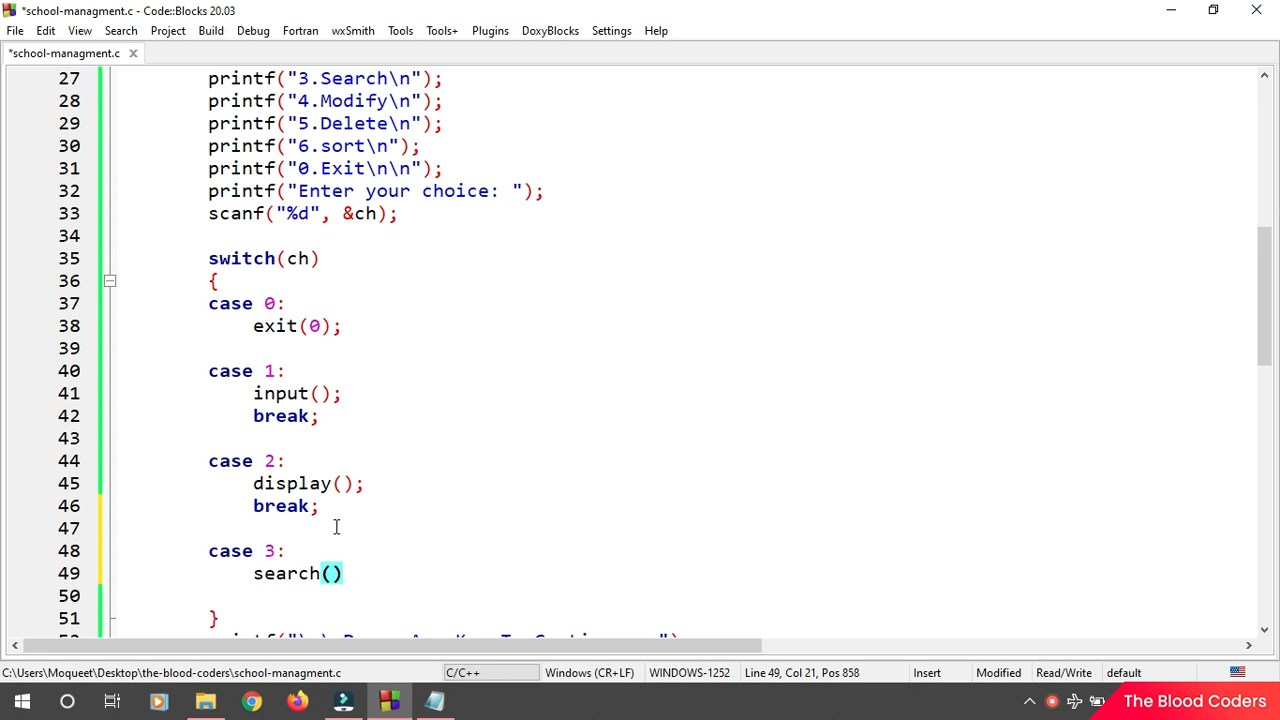 *school-managment.c - Code::Blocks 20.03
File Edit View Search Project Build Debug Fortran wxSmith Tools Tools+ Plugins DoxyBlocks Settings Help
*school-managment.c
27 printf("3.Search\n");
28 printf("4.Modify\n");
29 printf("5.Delete\n");
30 printf("6.sort\n");
31 printf("0.Exit\n\n");
32 printf("Enter your choice: ");
33 scanf("%d", &ch);
34
35 switch(ch)
36 {
37 case 0:
38 exit(0);
39
40 case 1:
41 input();
42 break;
43
44 case 2:
45 display();
46 break;
47
48 case 3:
49 search()
50
51 }
C:\Users\Moqueet\Desktop\the-blood-coders\school-managment.c C/C++ Windows (CR+LF) WINDOWS-1252 Line 49, Col 21, Pos 858 Insert Modified Read/Write default
The Blood Coders